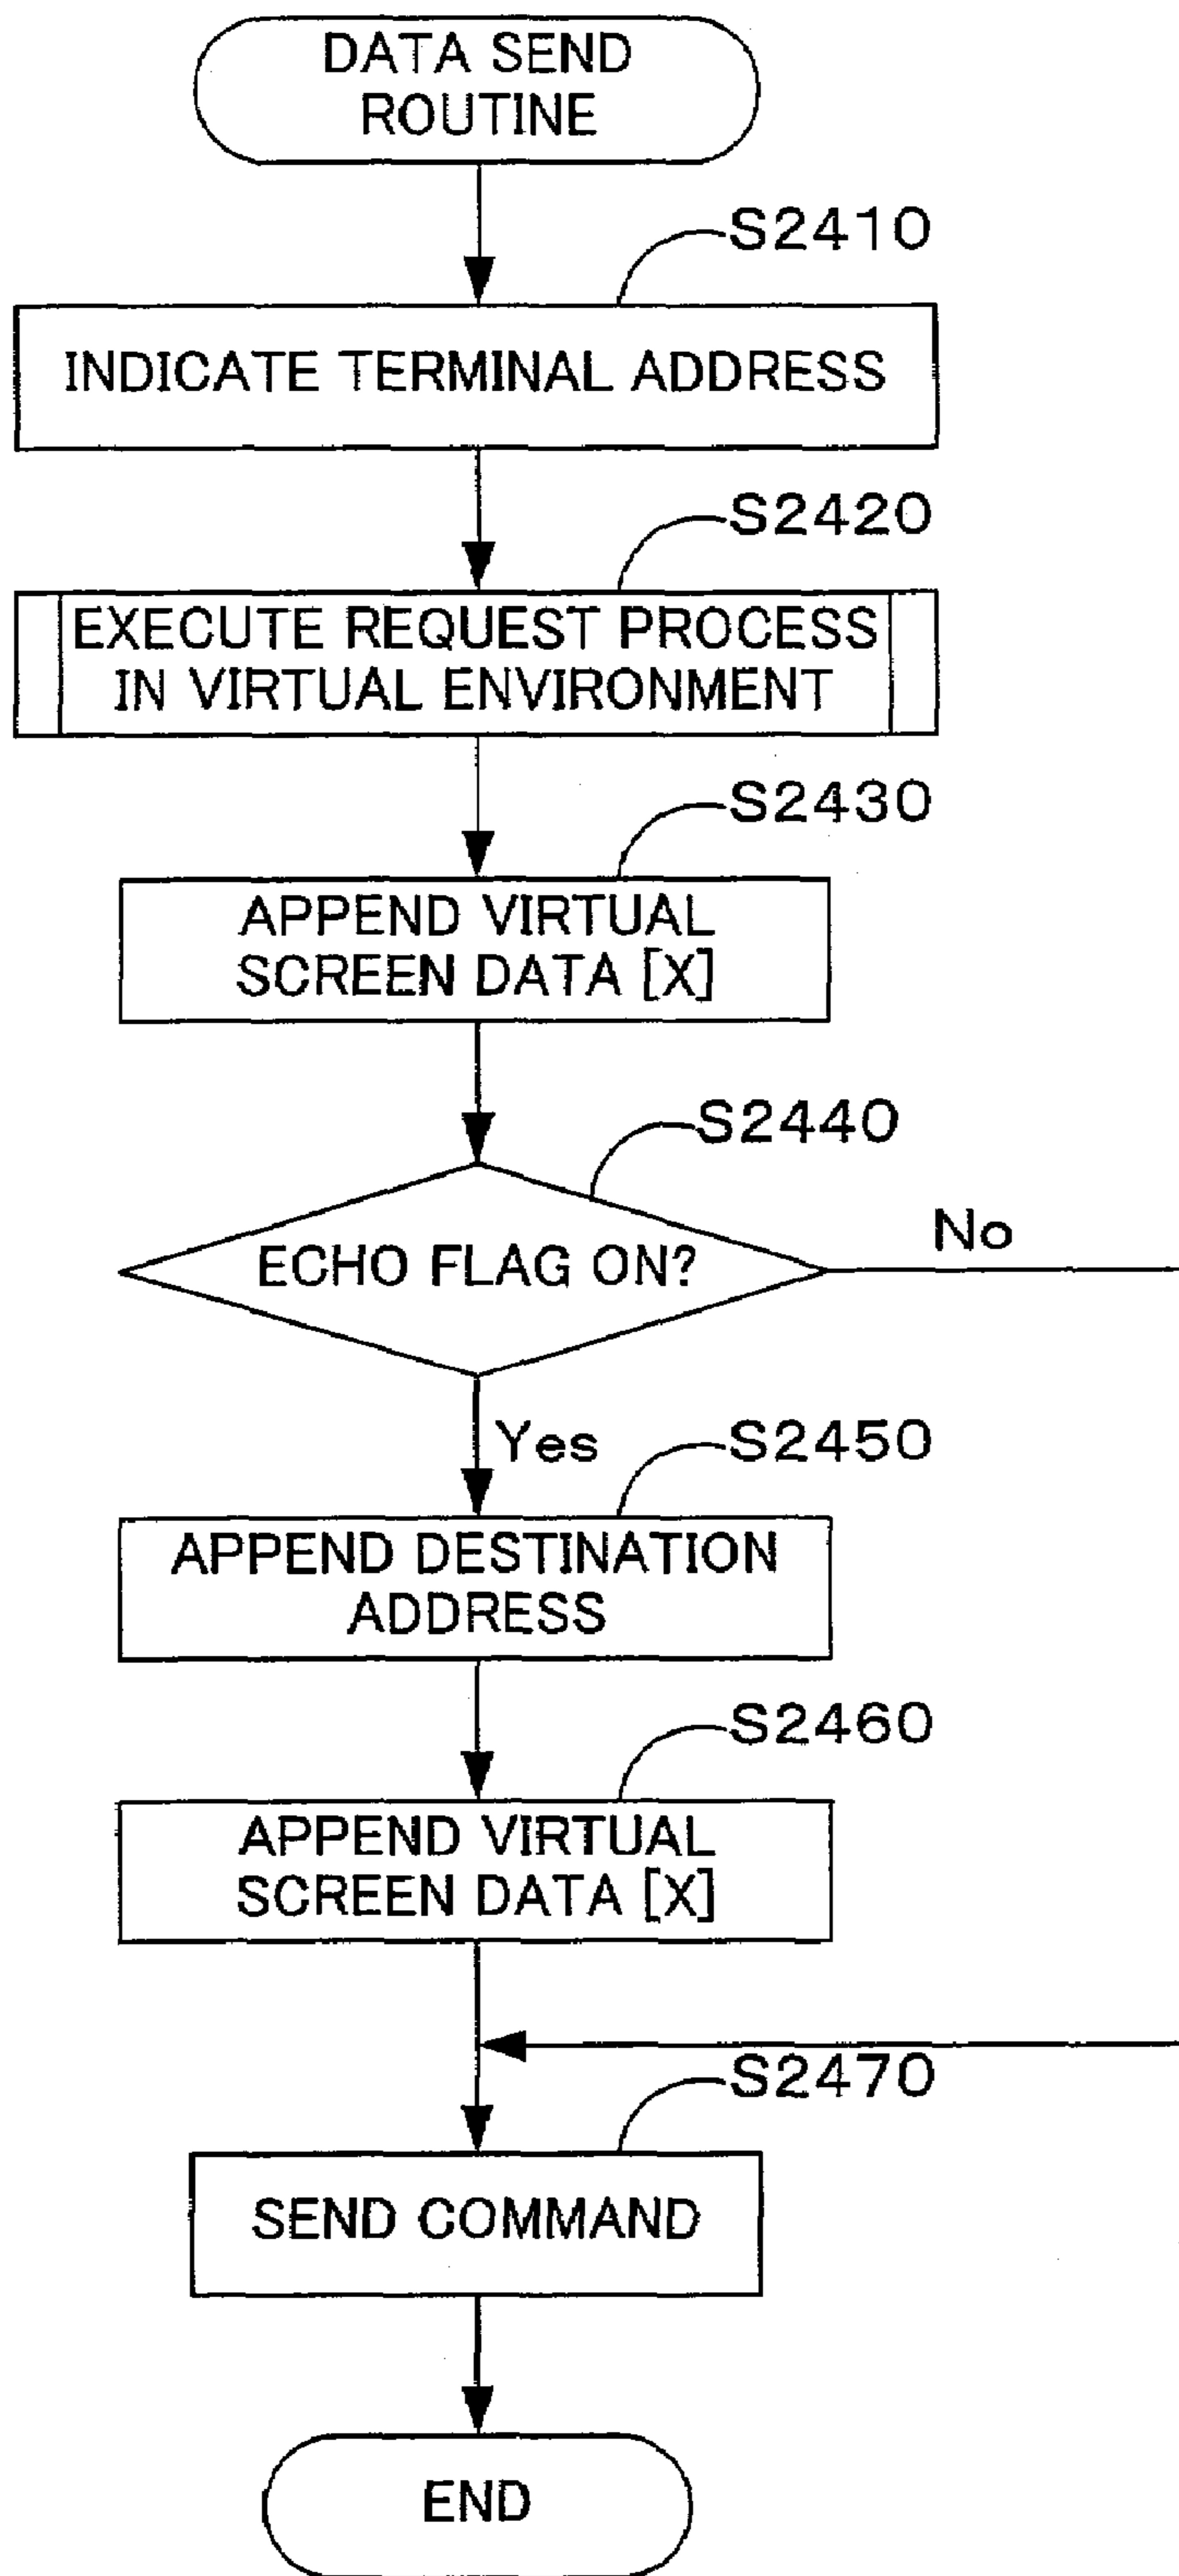 DATA SEND
ROUTINE
S2410
INDICATE TERMINAL ADDRESS
S2420
EXECUTE REQUEST PROCESS
IN VIRTUAL ENVIRONMENT
S2430
APPEND VIRTUAL
SCREEN DATA [X]
S2440
ECHO FLAG ON?
No
Yes
S2450
APPEND DESTINATION
ADDRESS
S2460
APPEND VIRTUAL
SCREEN DATA [X]
S2470
SEND COMMAND
END